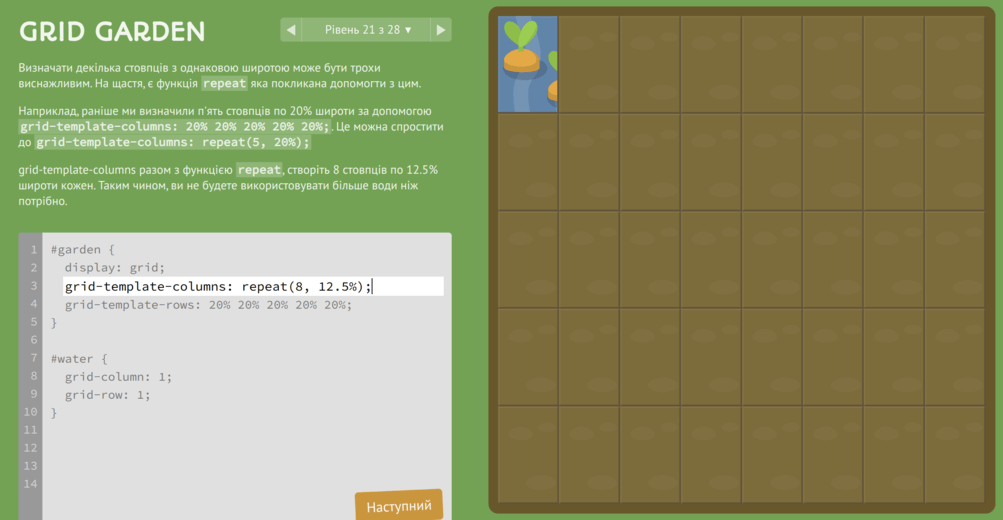 GRID GARDEN
◀ Рівень 21 з 28 ▼ ▶
Визначати декілька стовпців з однаковою широтою може бути трохи
виснажливим. На щастя, є функція repeat яка покликана допомогти з цим.
Наприклад, раніше ми визначили п'ять стовпців по 20% широти за допомогою
grid-template-columns: 20% 20% 20% 20% 20%;. Це можна спростити
до grid-template-columns: repeat(5, 20%);
grid-template-columns разом з функцією repeat, створіть 8 стовпців по 12.5%
широти кожен. Таким чином, ви не будете використовувати більше води ніж
потрібно.
1 #garden {
2 display: grid;
3 grid-template-columns: repeat(8, 12.5%);
4 grid-template-rows: 20% 20% 20% 20% 20%;
5 }
6
7 #water {
8 grid-column: 1;
9 grid-row: 1;
10 }
11
12
13
14
Наступний